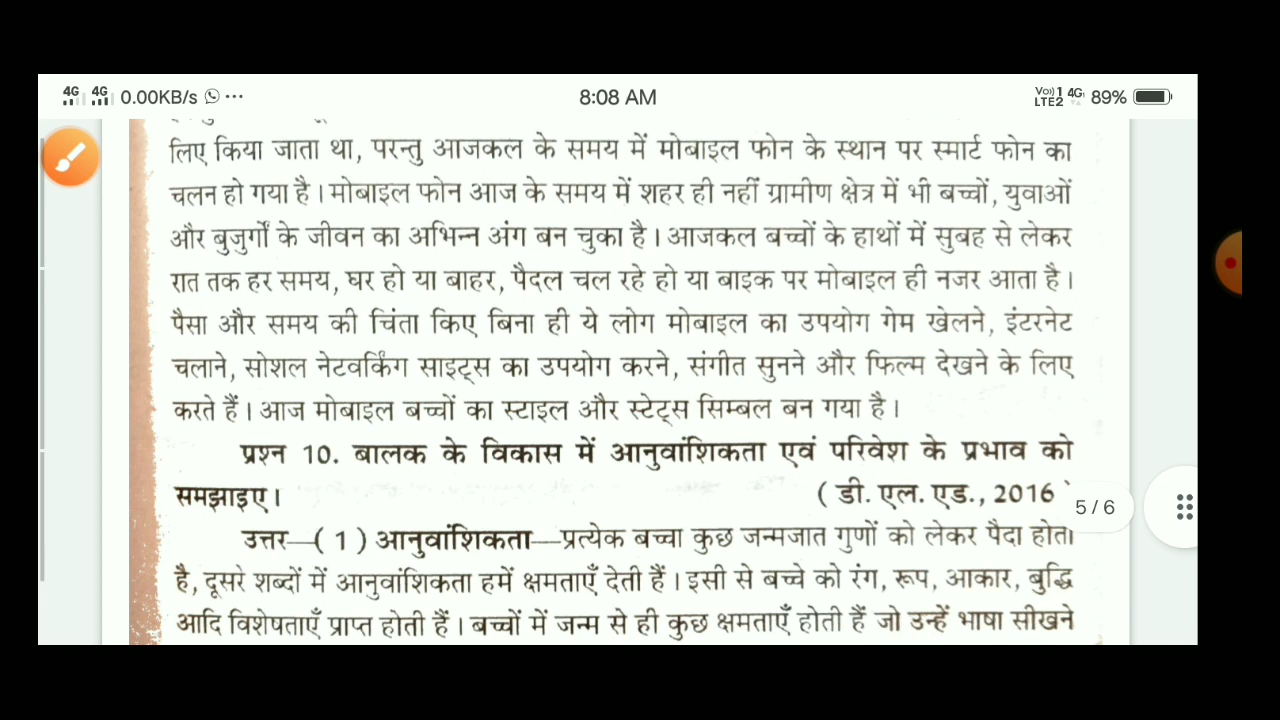 4G 4G 0.00KB/s ... 8:08 AM Vo) 1 LTE2 4G 89%
लिए किया जाता था, परन्तु आजकल के समय में मोबाइल फोन के स्थान पर स्मार्ट फोन का
चलन हो गया है। मोबाइल फोन आज के समय में शहर ही नहीं ग्रामीण क्षेत्र में भी बच्चों, युवाओं
और बुजुर्गों के जीवन का अभिन्न अंग बन चुका है। आजकल बच्चों के हाथों में सुबह से लेकर
रात तक हर समय, घर हो या बाहर, पैदल चल रहे हो या बाइक पर मोबाइल ही नजर आता है।
पैसा और समय की चिंता किए बिना ही ये लोग मोबाइल का उपयोग गेम खेलने, इंटरनेट
चलाने, सोशल नेटवर्किंग साइट्स का उपयोग करने, संगीत सुनने और फिल्म देखने के लिए
करते हैं। आज मोबाइल बच्चों का स्टाइल और स्टेट्स सिम्बल बन गया है।
प्रश्न 10. बालक के विकास में आनुवांशिकता एवं परिवेश के प्रभाव को
समझाइए। ( डी. एल. एड., 2016
5 / 6
उत्तर—( 1 ) आनुवांशिकता—प्रत्येक बच्चा कुछ जन्मजात गुणों को लेकर पैदा होता
है, दूसरे शब्दों में आनुवांशिकता हमें क्षमताएँ देती हैं। इसी से बच्चे को रंग, रूप, आकार, बुद्धि
आदि विशेषताएँ प्राप्त होती हैं। बच्चों में जन्म से ही कुछ क्षमताएँ होती हैं जो उन्हें भाषा सीखने